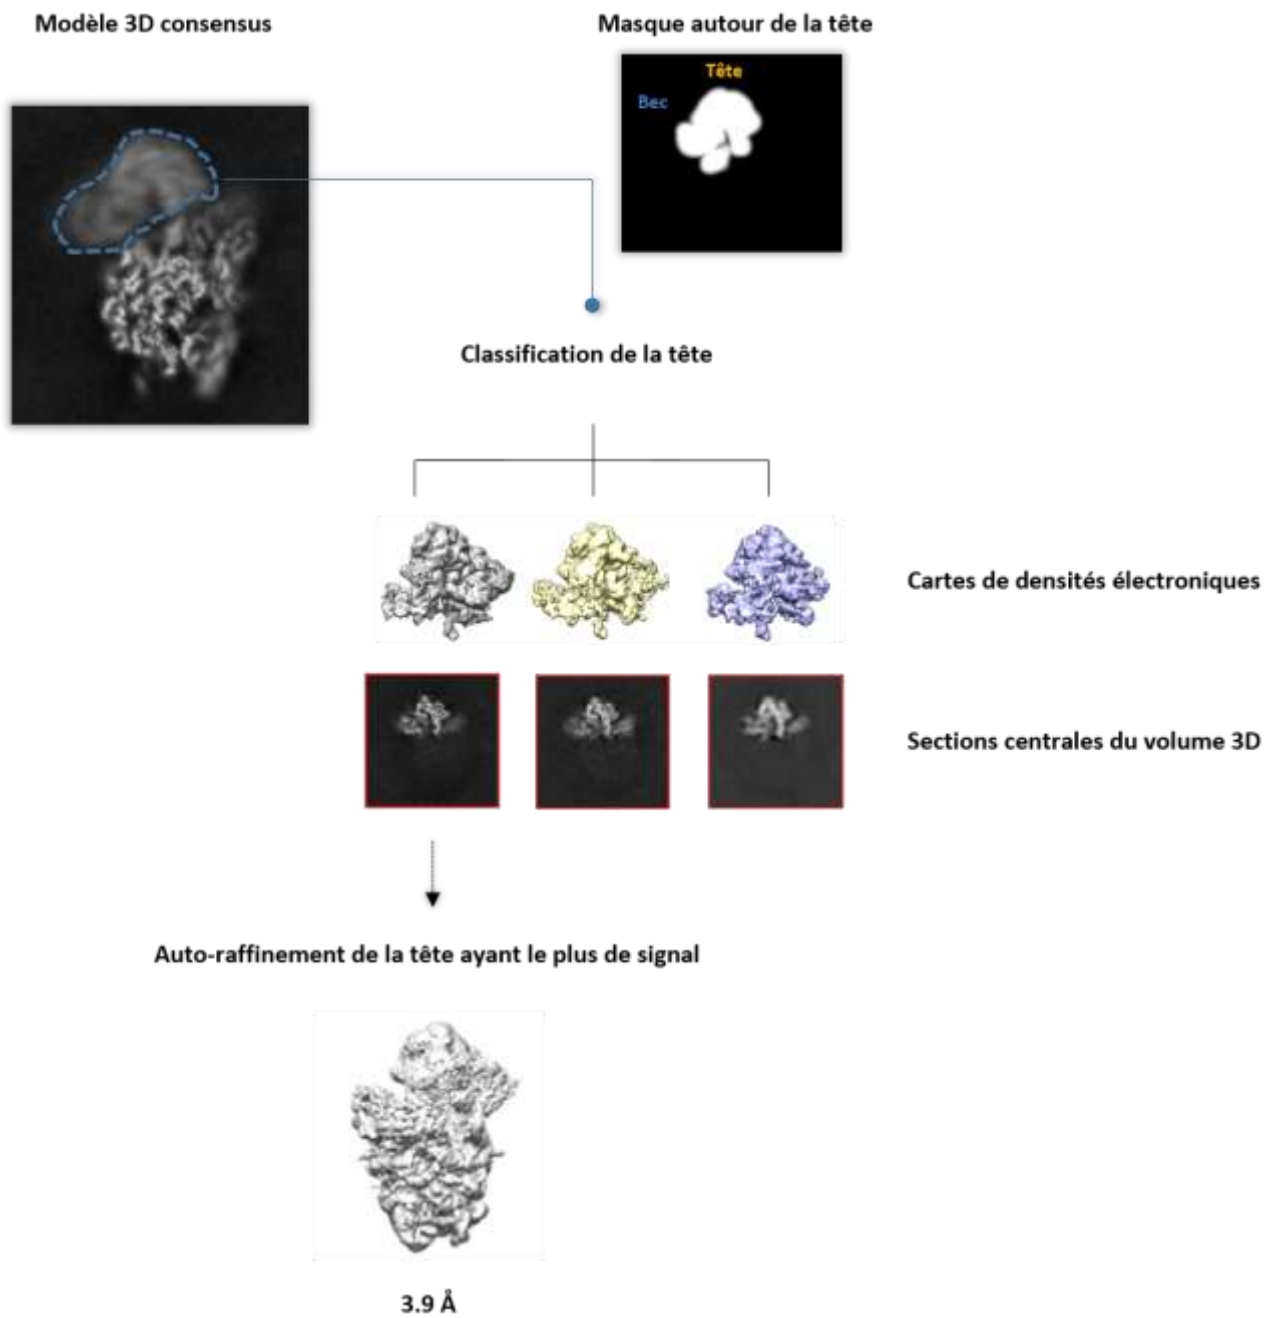 Modèle 3D consensus
Masque autour de la tête
Tête
Bec
Classification de la tête
Cartes de densités électroniques
Sections centrales du volume 3D
Auto-raffinement de la tête ayant le plus de signal
3.9 Å